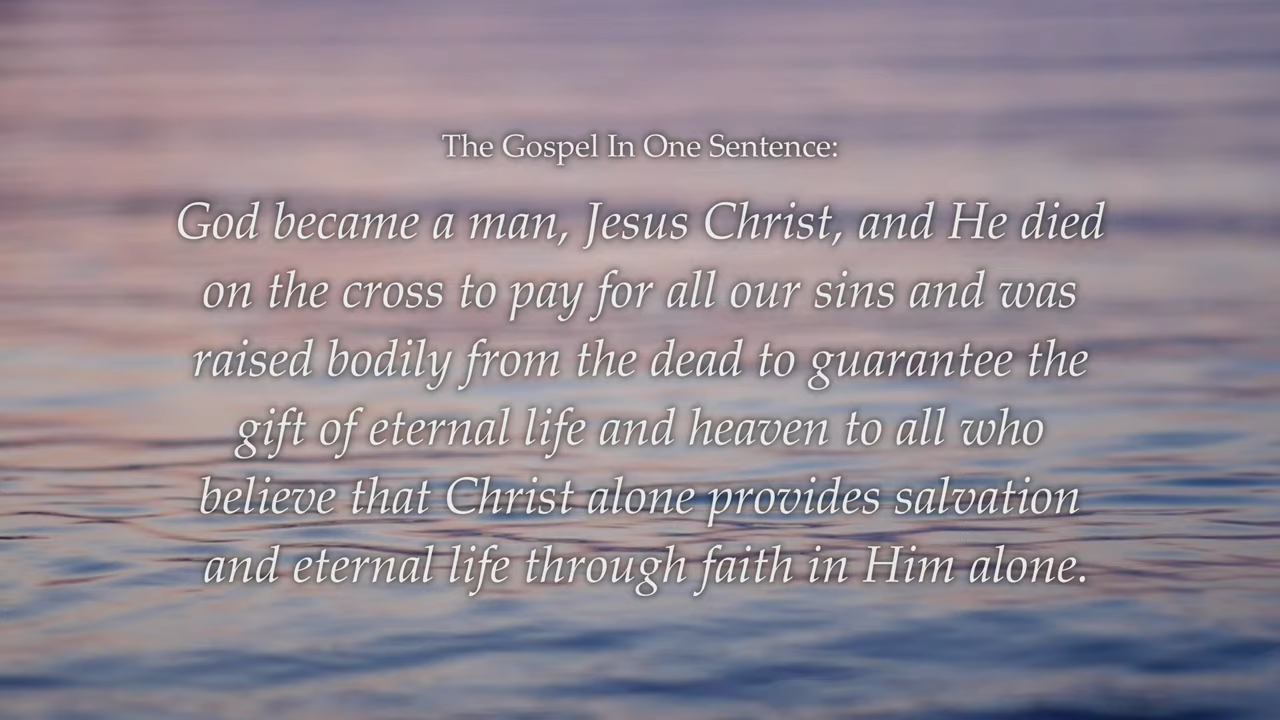 The Gospel In One Sentence:
God became a man, Jesus Christ, and He died
on the cross to pay for all our sins and was
raised bodily from the dead to guarantee the
gift of eternal life and heaven to all who
believe that Christ alone provides salvation
and eternal life through faith in Him alone.